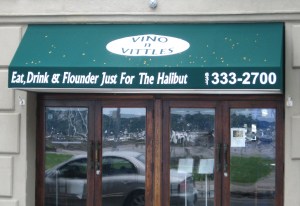 VINO
n
VITTLES
Eat, Drink & Flounder Just For The Halibut
333-2700